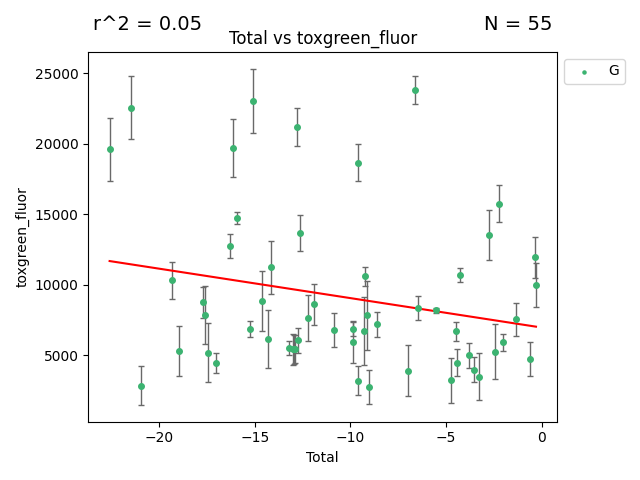 r^2 = 0.05
N = 55
Total vs toxgreen_fluor
G
25000
20000
15000
10000
5000
toxgreen_fluor
−20
−15
−10
−5
0
Total